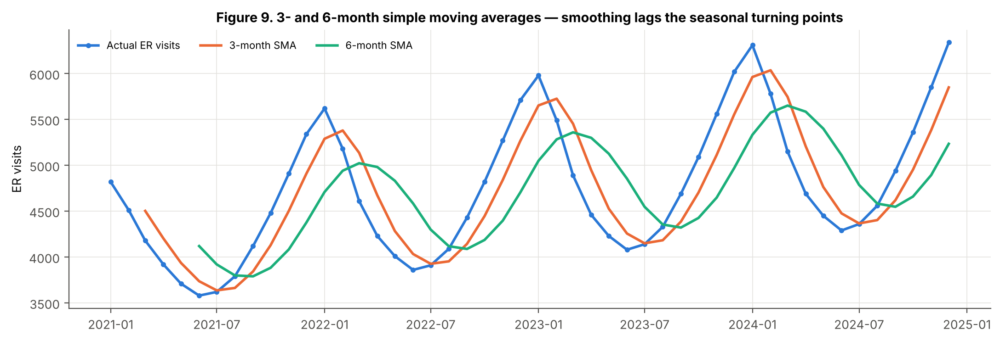 Figure 9. 3- and 6-month simple moving averages — smoothing lags the seasonal turning points
Actual ER visits 3-month SMA 6-month SMA
ER visits
6000
5500
5000
4500
4000
3500
2021-01 2021-07 2022-01 2022-07 2023-01 2023-07 2024-01 2024-07 2025-01